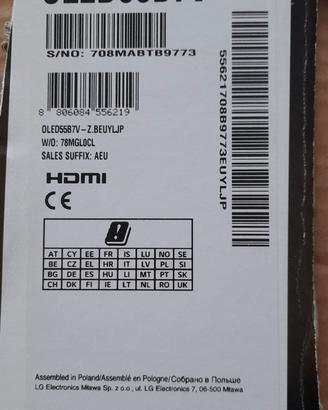 S/NO: 708MABTB9773
8 806084 556219
OLED55B7V-Z.BEUYLJP
W/O: 78MGL0CL
SALES SUFFIX: AEU
HDMI
CE
AT CY EE FR IS LU NO SE
BE CZ EL HR IT LV PL SI
BG DE ES HU LI MT PT SK
CH DK FI IE LT NL RO UK
Assembled in Poland/Assemblé en Pologne/Собрано в Польше
LG Electronics Mława Sp. z o.o., ul. LG Electronics 7, 06-500 Mława
55621708B9773EUYLJP